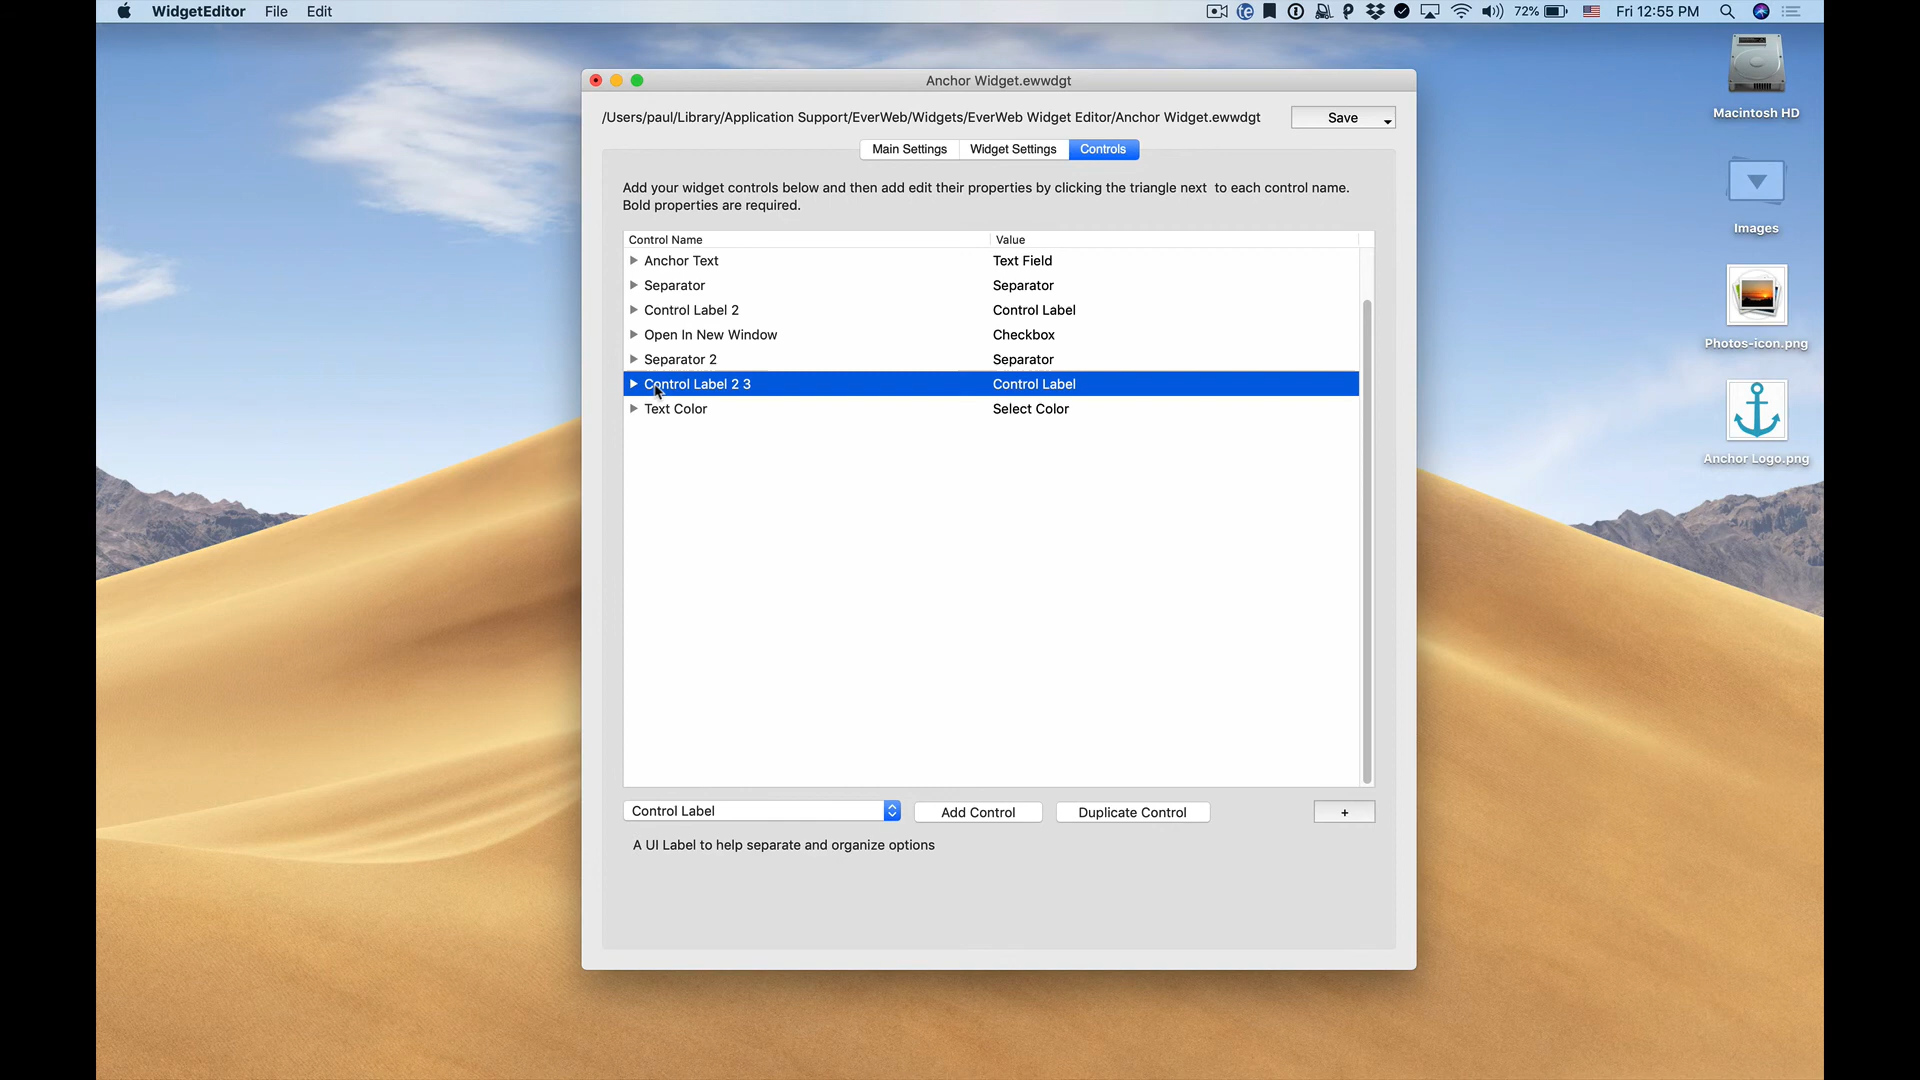 WidgetEditor File Edit 72% Fri 12:55 PM
Anchor Widget.ewwdgt
/Users/paul/Library/Application Support/EverWeb/Widgets/EverWeb Widget Editor/Anchor Widget.ewwdgt Save
Main Settings Widget Settings Controls
Add your widget controls below and then add edit their properties by clicking the triangle next to each control name.
Bold properties are required.
Control Name Value
Anchor Text Text Field
Separator Separator
Control Label 2 Control Label
Open In New Window Checkbox
Separator 2 Separator
Control Label 2 3 Control Label
Text Color Select Color
Control Label Add Control Duplicate Control +
A UI Label to help separate and organize options
Macintosh HD
Images
Photos-icon.png
Anchor Logo.png